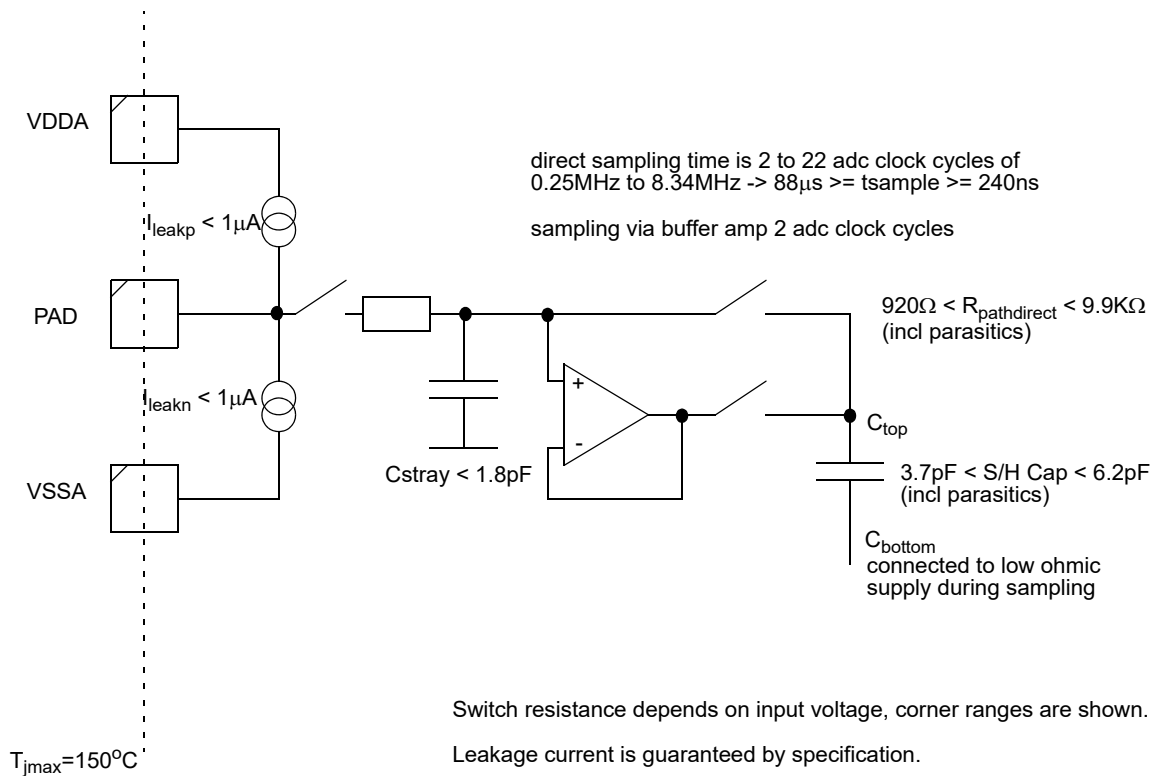 VDDA
direct sampling time is 2 to 22 adc clock cycles of
0.25MHz to 8.34MHz -> 88μs >= tsample >= 240ns
Ileakp < 1μA
sampling via buffer amp 2 adc clock cycles
PAD
920Ω < Rpathdirect < 9.9KΩ
(incl parasitics)
+
Ileakn < 1μA
-
Ctop
Cstray < 1.8pF
3.7pF < S/H Cap < 6.2pF
(incl parasitics)
VSSA
Cbottom
connected to low ohmic
supply during sampling
Switch resistance depends on input voltage, corner ranges are shown.
Leakage current is guaranteed by specification.
Tjmax=150oC